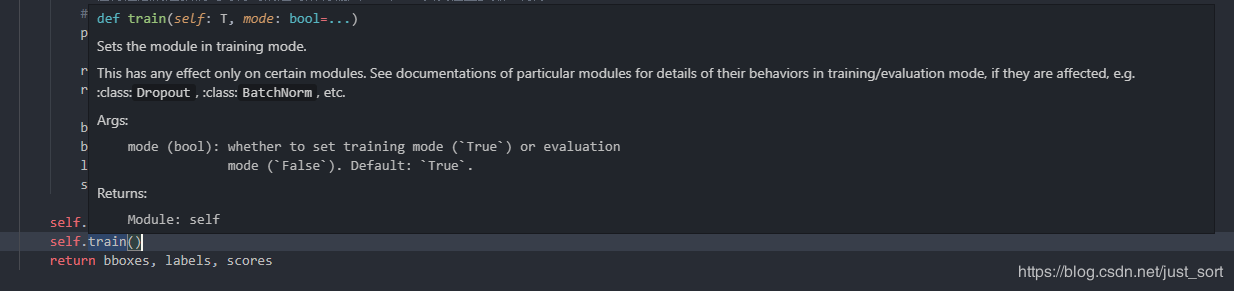 #
p
def train(self: T, mode: bool=...)
Sets the module in training mode.
r
This has any effect only on certain modules. See documentations of particular modules for details of their behaviors in training/evaluation mode, if they are affected, e.g.
r
:class: Dropout , :class: BatchNorm , etc.
b
Args:
b
mode (bool): whether to set training mode (`True`) or evaluation
l
mode (`False`). Default: `True`.
s
Returns:
Module: self
self.
self.train()
return bboxes, labels, scores
https://blog.csdn.net/just_sort